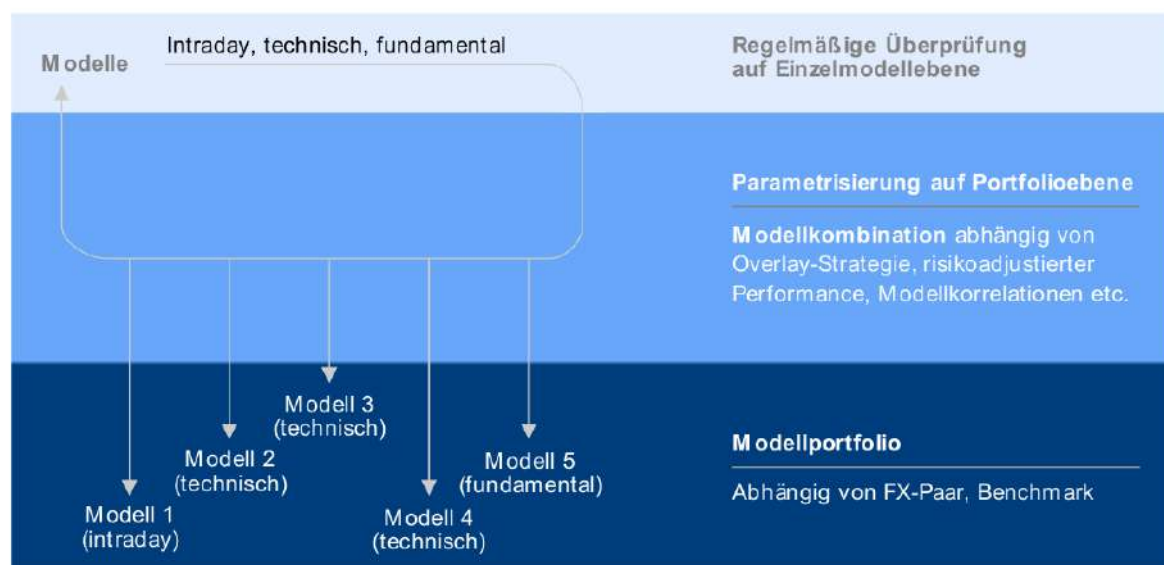 Intraday, technisch, fundamental
Modelle
Regelmäßige Überprüfung
auf Einzelmodellebene
Parametrisierung auf Portfolioebene
Modellkombination abhängig von
Overlay-Strategie, risikoadjustierter
Performance, Modellkorrelationen etc.
Modell 3
(technisch)
Modell 2
(technisch)
Modell 5
(fundamental)
Modell 1
(intraday)
Modell 4
(technisch)
Modellportfolio
Abhängig von FX-Paar, Benchmark